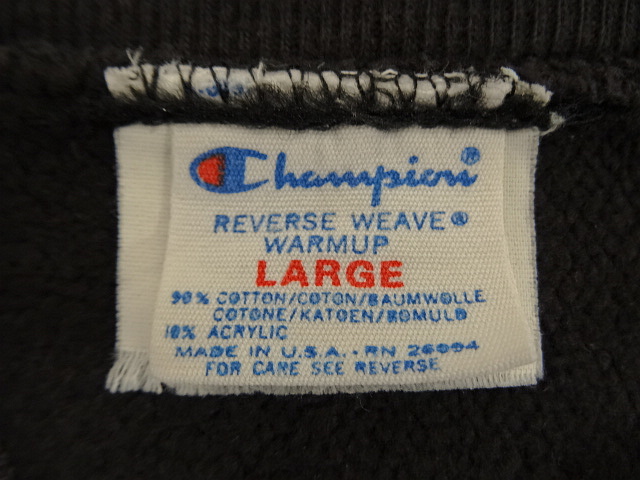 Champion®
REVERSE WEAVE®
WARMUP
LARGE
90% COTTON/COTON/BAUMWOLLE
COTONE/KATOEN/BOMULD
10% ACRYLIC
MADE IN U.S.A. · RN 26094
FOR CARE SEE REVERSE